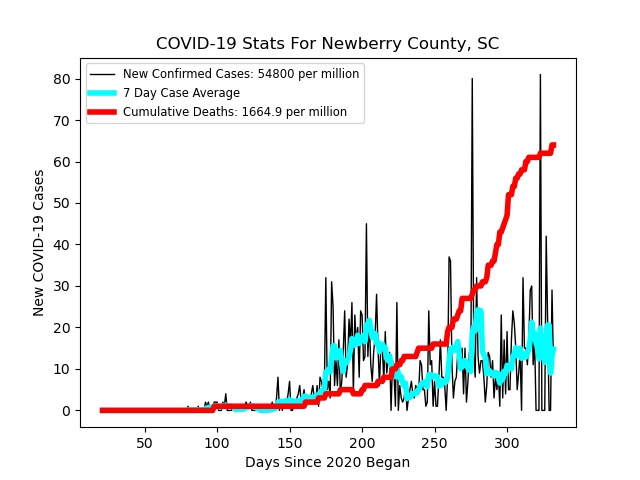 COVID-19 Stats For Newberry County, SC
New Confirmed Cases: 54800 per million
7 Day Case Average
Cumulative Deaths: 1664.9 per million
80
70
60
50
40
30
20
10
0
New COVID-19 Cases
50 100 150 200 250 300
Days Since 2020 Began